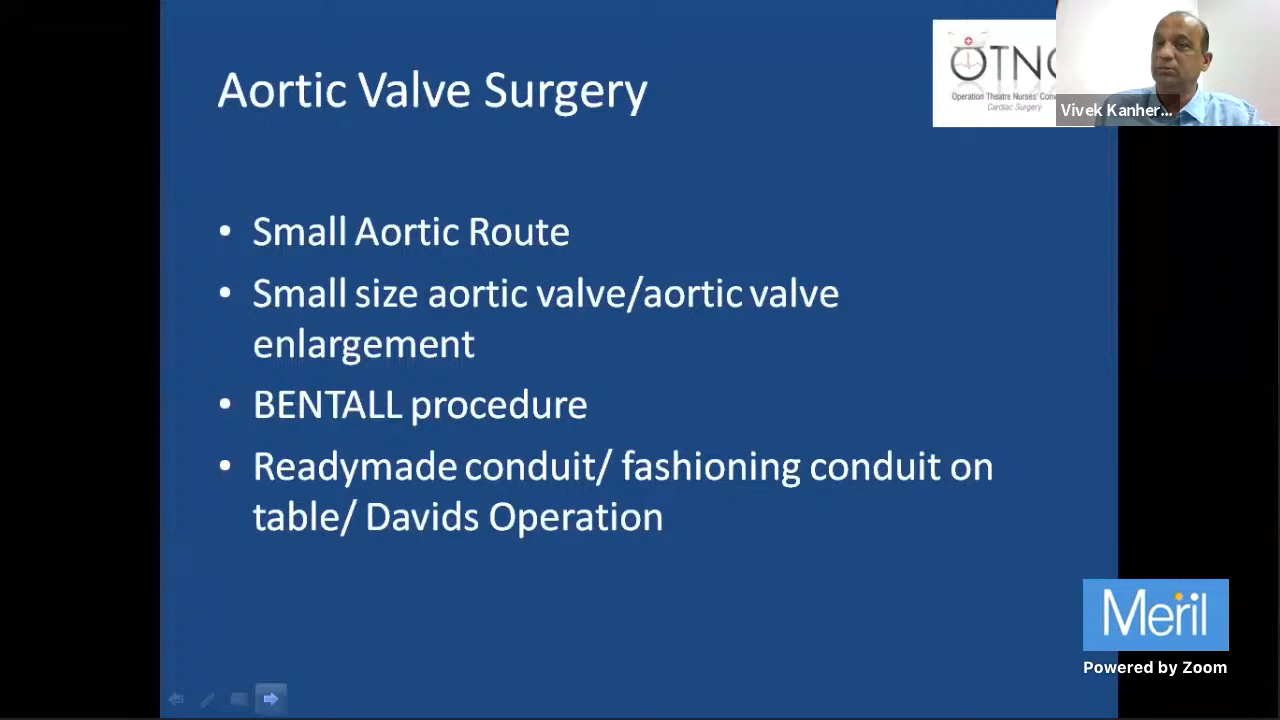 Aortic Valve Surgery
OTNC
Operation Theatre Nurses'
Cardiac Surgery
Vivek Kanher...
• Small Aortic Route
• Small size aortic valve/aortic valve
enlargement
• BENTALL procedure
• Readymade conduit/ fashioning conduit on
table/ Davids Operation
Meril
Powered by Zoom